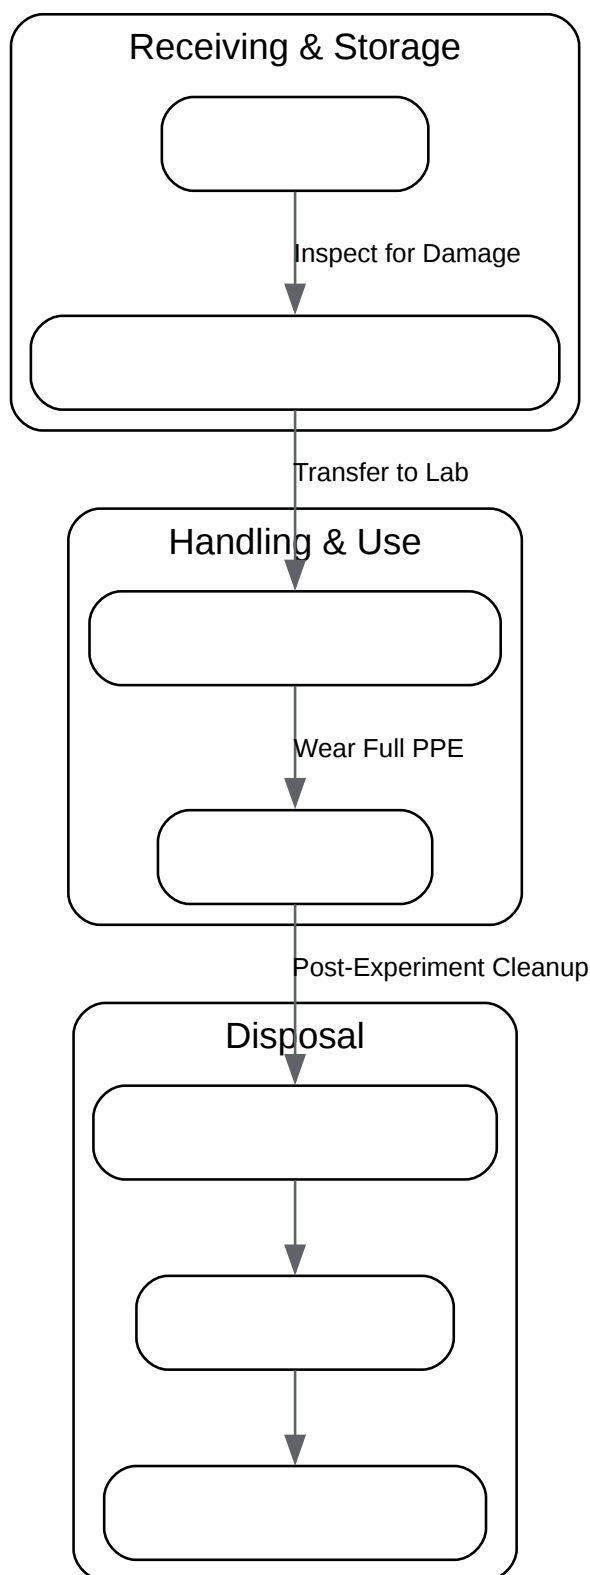 Receiving & Storage
Inspect for Damage
Transfer to Lab
Handling & Use
Wear Full PPE
Post-Experiment Cleanup
Disposal